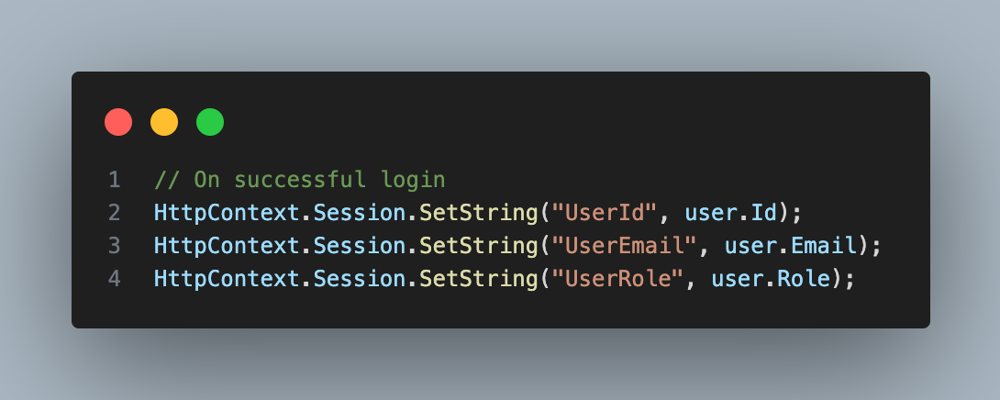 1 // On successful login
2 HttpContext.Session.SetString("UserId", user.Id);
3 HttpContext.Session.SetString("UserEmail", user.Email);
4 HttpContext.Session.SetString("UserRole", user.Role);